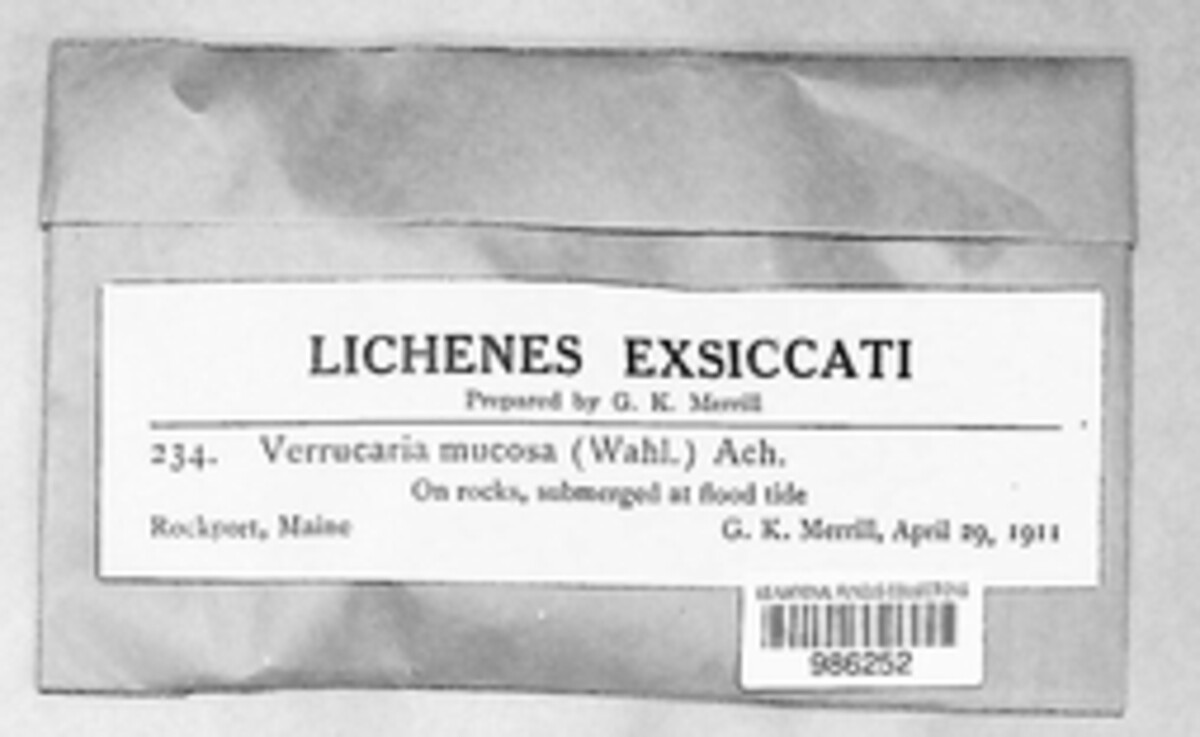 LICHENES EXSICCATI
Prepared by G. K. Merrill
234. Verrucaria mucosa (Wahl.) Ach.
On rocks, submerged at flood tide
Rockport, Maine G. K. Merrill, April 29, 1911
986252